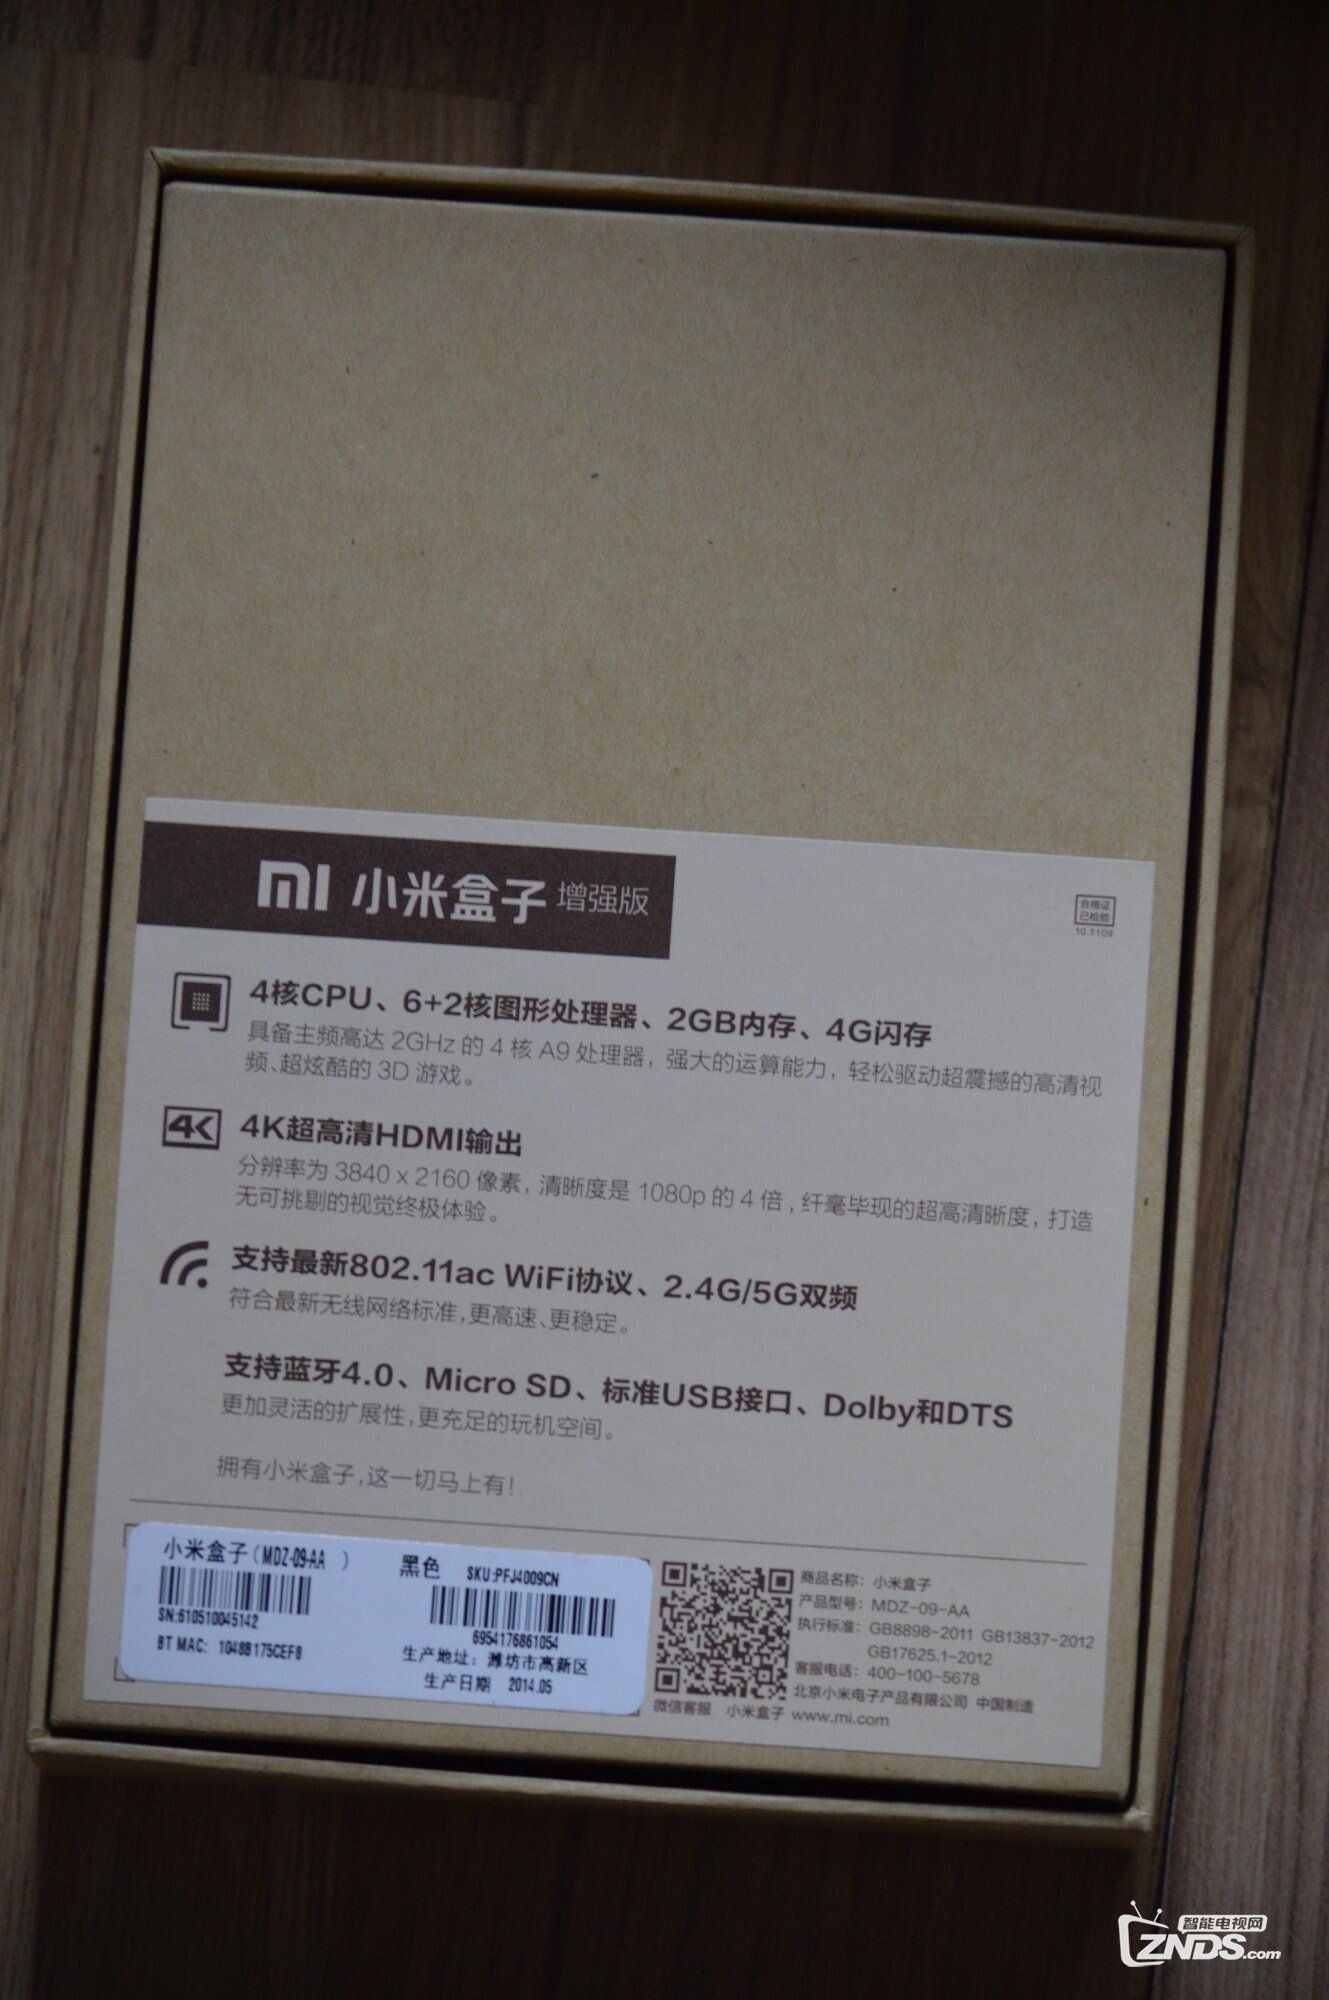 mi 小米盒子 增强版
合格证
已检验
10.1109
4核CPU、6+2核图形处理器、2GB内存、4G闪存
具备主频高达 2GHz 的 4 核 A9 处理器，强大的运算能力，轻松驱动超震撼的高清视
频、超炫酷的 3D 游戏。
4K
4K超高清HDMI输出
分辨率为 3840 x 2160 像素，清晰度是 1080p 的 4 倍，纤毫毕现的超高清晰度，打造
无可挑剔的视觉终极体验。
支持最新802.11ac WiFi协议、2.4G/5G双频
符合最新无线网络标准，更高速、更稳定。
支持蓝牙4.0、Micro SD、标准USB接口、Dolby和DTS
更加灵活的扩展性，更充足的玩机空间。
拥有小米盒子，这一切马上有！
小米盒子（MDZ-09-AA ）
SN:610510045142
BT MAC: 1048B175CEF8
黑色 SKU:PFJ4009CN
6954176861054
生产地址：潍坊市高新区
生产日期 2014.05
微信客服 小米盒子
商品名称：小米盒子
产品型号：MDZ-09-AA
执行标准：GB8898-2011 GB13837-2012
GB17625.1-2012
客服电话：400-100-5678
北京小米电子产品有限公司 中国制造
www.mi.com
智能电视网
ZNDS.com